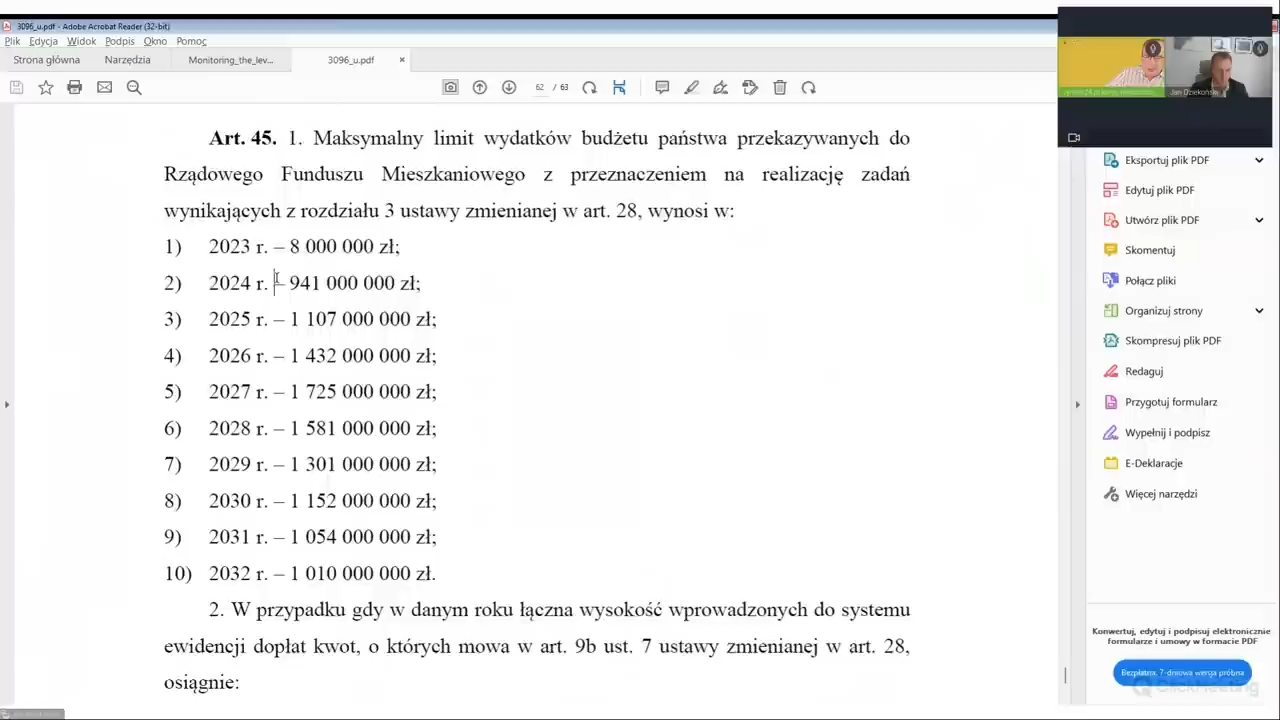 3096_u.pdf - Adobe Acrobat Reader (32-bit)
Plik Edycja Widok Podpis Okno Pomoc
Strona główna Narzędzia Monitoring_the_lev... 3096_u.pdf ×
62 / 63
Art. 45. 1. Maksymalny limit wydatków budżetu państwa przekazywanych do
Rządowego Funduszu Mieszkaniowego z przeznaczeniem na realizację zadań
wynikających z rozdziału 3 ustawy zmienianej w art. 28, wynosi w:
1) 2023 r. – 8 000 000 zł;
2) 2024 r. – 941 000 000 zł;
3) 2025 r. – 1 107 000 000 zł;
4) 2026 r. – 1 432 000 000 zł;
5) 2027 r. – 1 725 000 000 zł;
6) 2028 r. – 1 581 000 000 zł;
7) 2029 r. – 1 301 000 000 zł;
8) 2030 r. – 1 152 000 000 zł;
9) 2031 r. – 1 054 000 000 zł;
10) 2032 r. – 1 010 000 000 zł.
2. W przypadku gdy w danym roku łączna wysokość wprowadzonych do systemu
ewidencji dopłat kwot, o których mowa w art. 9b ust. 7 ustawy zmienianej w art. 28,
osiągnie:
Jan Dziekoński
Eksportuj plik PDF
Edytuj plik PDF
Utwórz plik PDF
Skomentuj
Połącz pliki
Organizuj strony
Skompresuj plik PDF
Redaguj
Przygotuj formularz
Wypełnij i podpisz
E-Deklaracje
Więcej narzędzi
Konwertuj, edytuj i podpisuj elektronicznie
formularze i umowy w formacie PDF
Bezpłatna, 7-dniowa wersja próbna
ClickMeeting